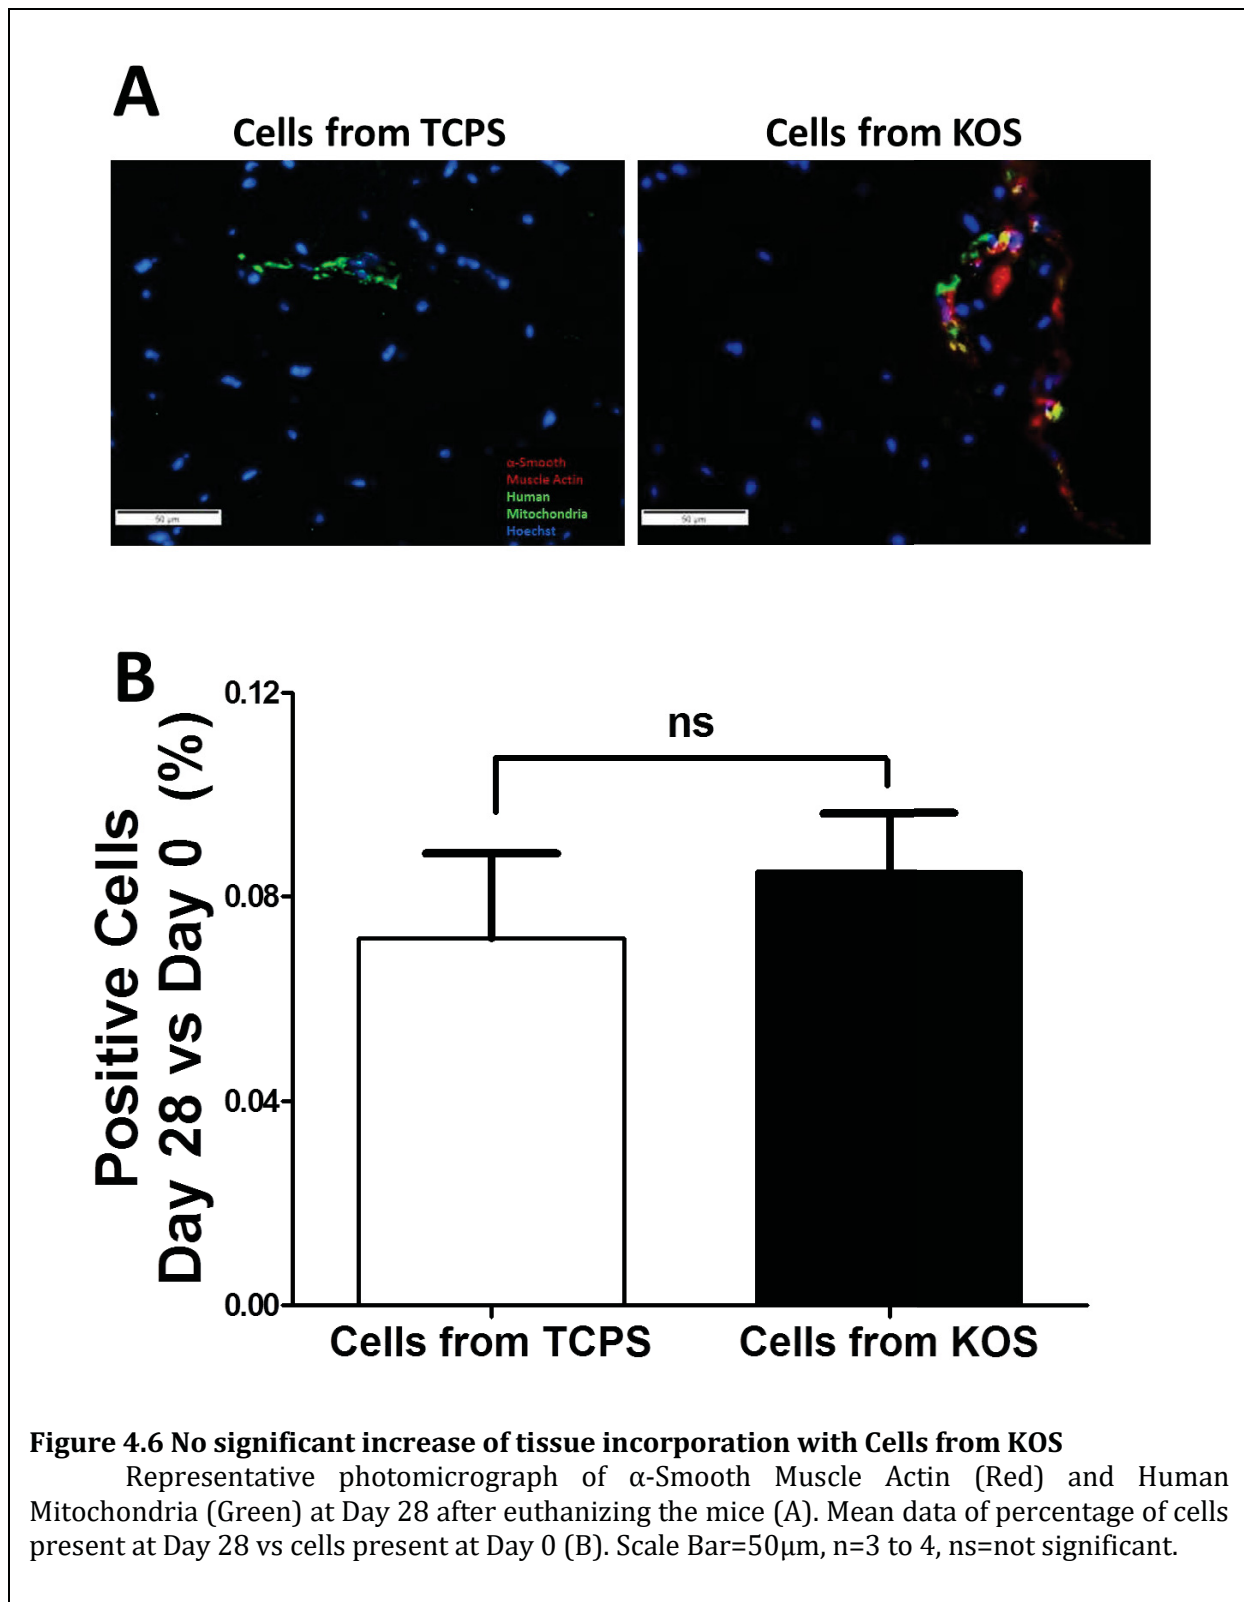 A
Cells from TCPS
Cells from KOS
α-Smooth
Muscle Actin
Human
Mitochondria
Hoechst
50 µm
50 µm
B
Positive Cells
Day 28 vs Day 0 (%)
0.12
0.08
0.04
0.00
ns
Cells from TCPS
Cells from KOS
Figure 4.6 No significant increase of tissue incorporation with Cells from KOS
Representative photomicrograph of α-Smooth Muscle Actin (Red) and Human
Mitochondria (Green) at Day 28 after euthanizing the mice (A). Mean data of percentage of cells
present at Day 28 vs cells present at Day 0 (B). Scale Bar=50µm, n=3 to 4, ns=not significant.